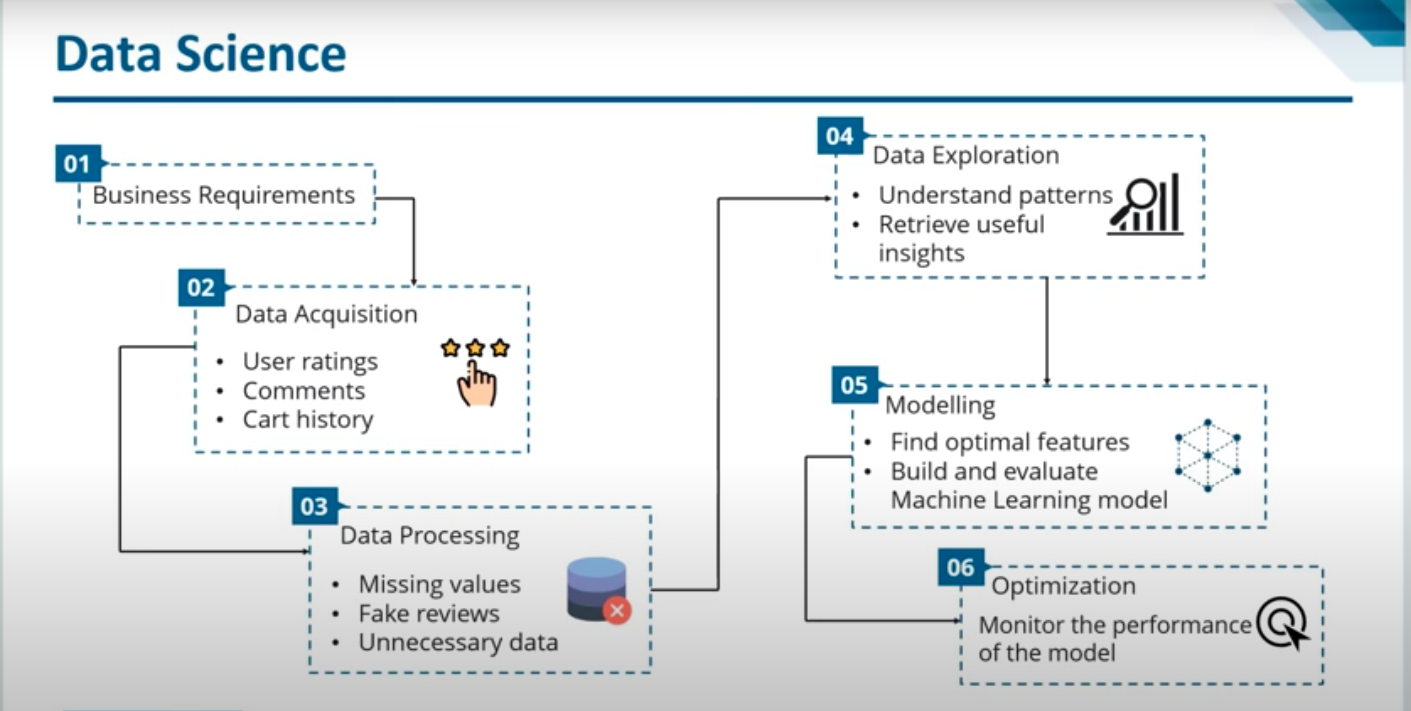 Data Science
01
Business Requirements
02
Data Acquisition
• User ratings
• Comments
• Cart history
03
Data Processing
• Missing values
• Fake reviews
• Unnecessary data
04
Data Exploration
• Understand patterns
• Retrieve useful
insights
05
Modelling
• Find optimal features
• Build and evaluate
Machine Learning model
06
Optimization
Monitor the performance
of the model